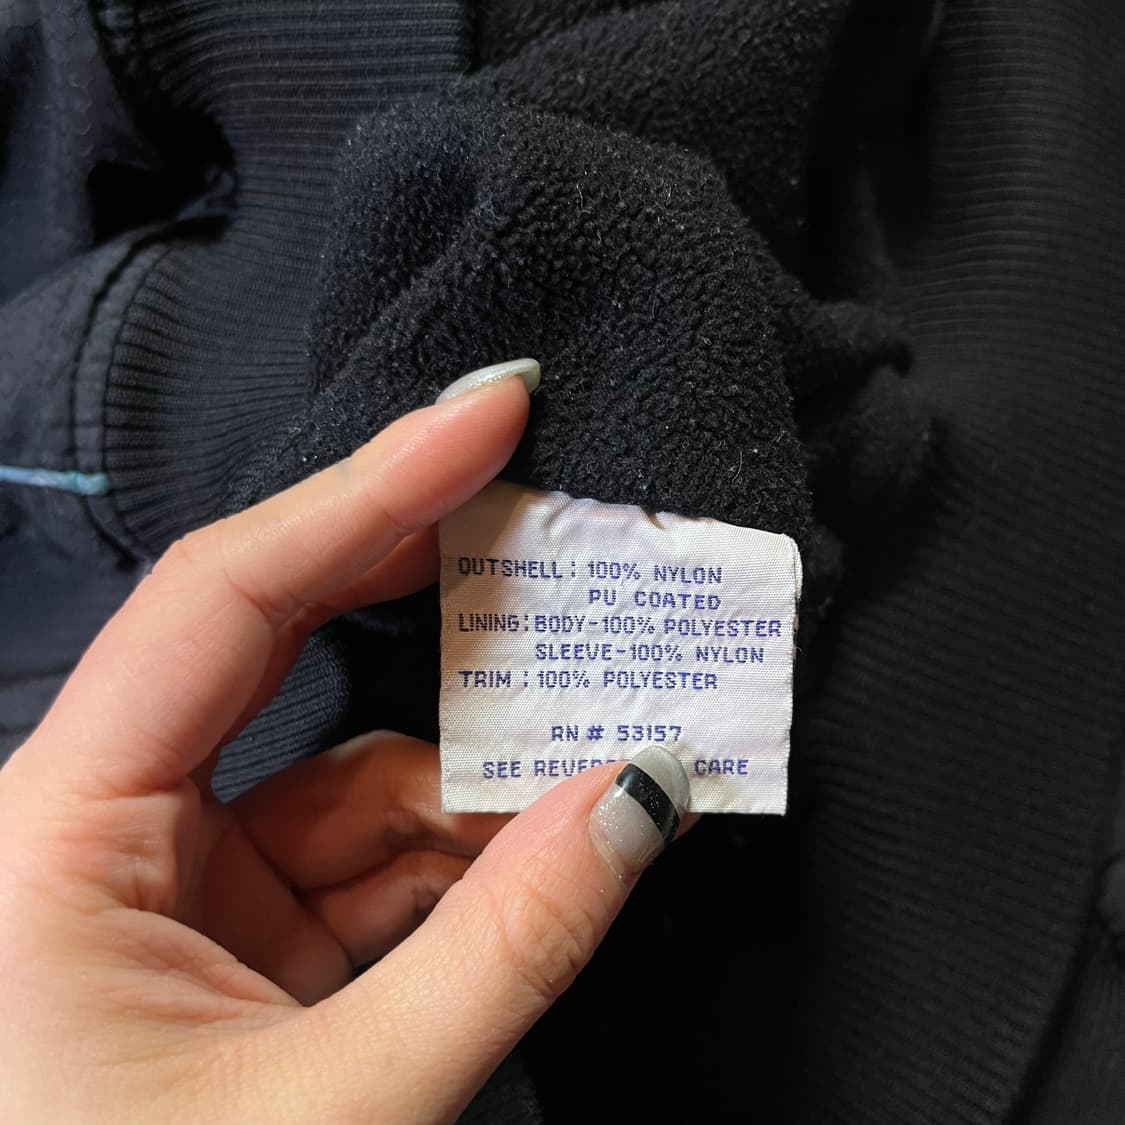 OUTSHELL: 100% NYLON
PU COATED
LINING: BODY-100% POLYESTER
SLEEVE-100% NYLON
TRIM : 100% POLYESTER
RN # 53157
SEE CARE